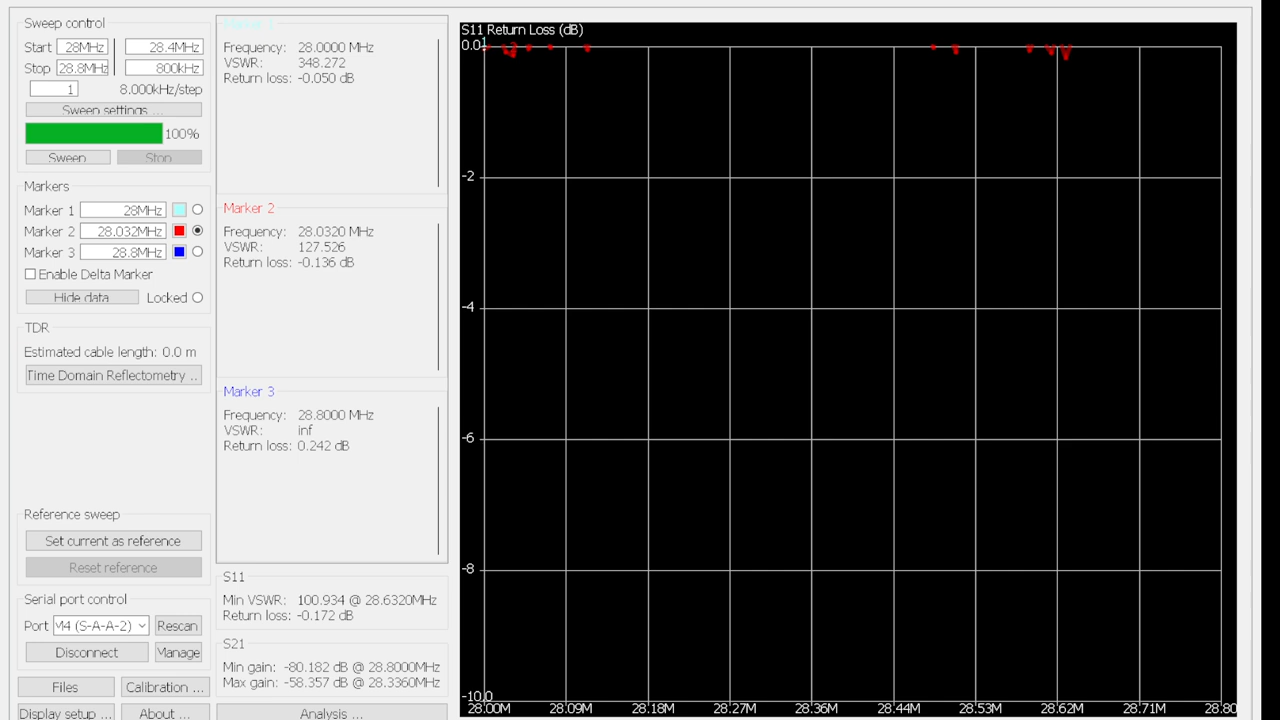 Sweep control
Start 28MHz 28.4MHz
Stop 28.8MHz 800kHz
1 8.000kHz/step
Sweep settings ...
100%
Sweep Stop
Markers
Marker 1 28MHz
Marker 2 28.032MHz
Marker 3 28.8MHz
Enable Delta Marker
Hide data Locked
TDR
Estimated cable length: 0.0 m
Time Domain Reflectometry ..
Reference sweep
Set current as reference
Reset reference
Serial port control
Port M4 (S-A-A-2) Rescan
Disconnect Manage
Files Calibration ...
Display setup ... About ...
Marker 1
Frequency: 28.0000 MHz
VSWR: 348.272
Return loss: -0.050 dB
Marker 2
Frequency: 28.0320 MHz
VSWR: 127.526
Return loss: -0.136 dB
Marker 3
Frequency: 28.8000 MHz
VSWR: inf
Return loss: 0.242 dB
S11
Min VSWR: 100.934 @ 28.6320MHz
Return loss: -0.172 dB
S21
Min gain: -80.182 dB @ 28.8000MHz
Max gain: -58.357 dB @ 28.3360MHz
Analysis ...
S11 Return Loss (dB)
0.0
1
2
-2
-4
-6
-8
-10.0
28.00M 28.09M 28.18M 28.27M 28.36M 28.44M 28.53M 28.62M 28.71M 28.80